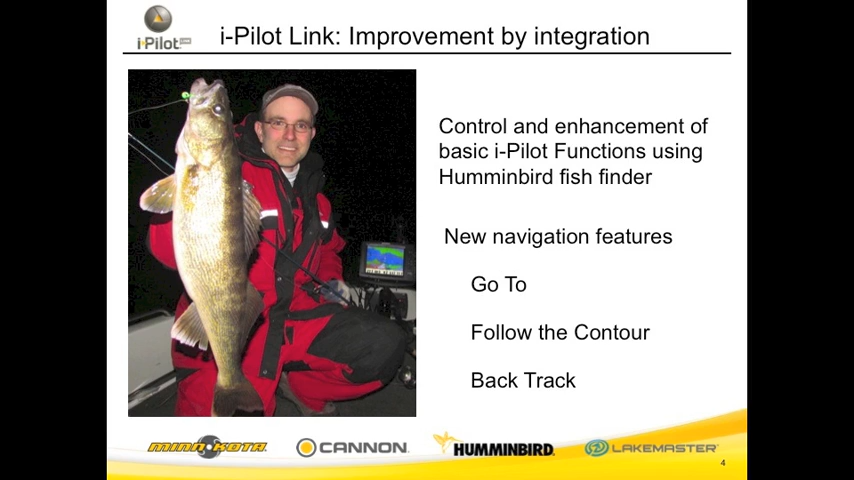 i-Pilot Link: Improvement by integration
i-Pilot
Control and enhancement of
basic i-Pilot Functions using
Humminbird fish finder
New navigation features
Go To
Follow the Contour
Back Track
MINN KOTA
CANNON
HUMMINBIRD
LAKEMASTER
4